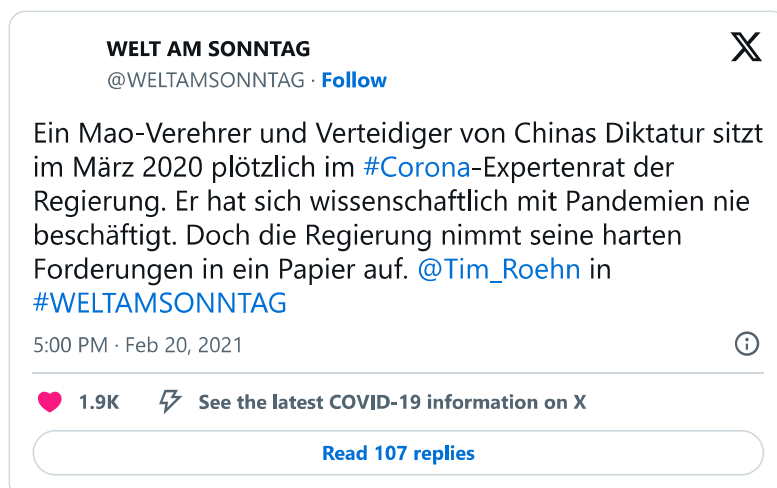 WELT AM SONNTAG
@WELTAMSONNTAG · Follow
Ein Mao-Verehrer und Verteidiger von Chinas Diktatur sitzt
im März 2020 plötzlich im #Corona-Expertenrat der
Regierung. Er hat sich wissenschaftlich mit Pandemien nie
beschäftigt. Doch die Regierung nimmt seine harten
Forderungen in ein Papier auf. @Tim_Roehn in
#WELTAMSONNTAG
5:00 PM · Feb 20, 2021
1.9K See the latest COVID-19 information on X
Read 107 replies